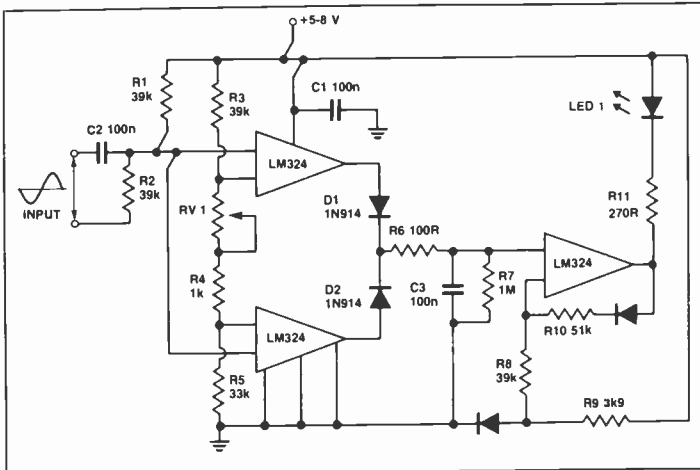 +5-8 V
R1
39k
R3
39k
C1 100n
LED 1
C2 100n
LM324
R2
39k
INPUT
D1
1N914
R11
270R
RV 1
R6 100R
R4
1k
D2
1N914
C3
100n
R7
1M
LM324
LM324
R10 51k
R5
33k
R8
39k
R9 3k9